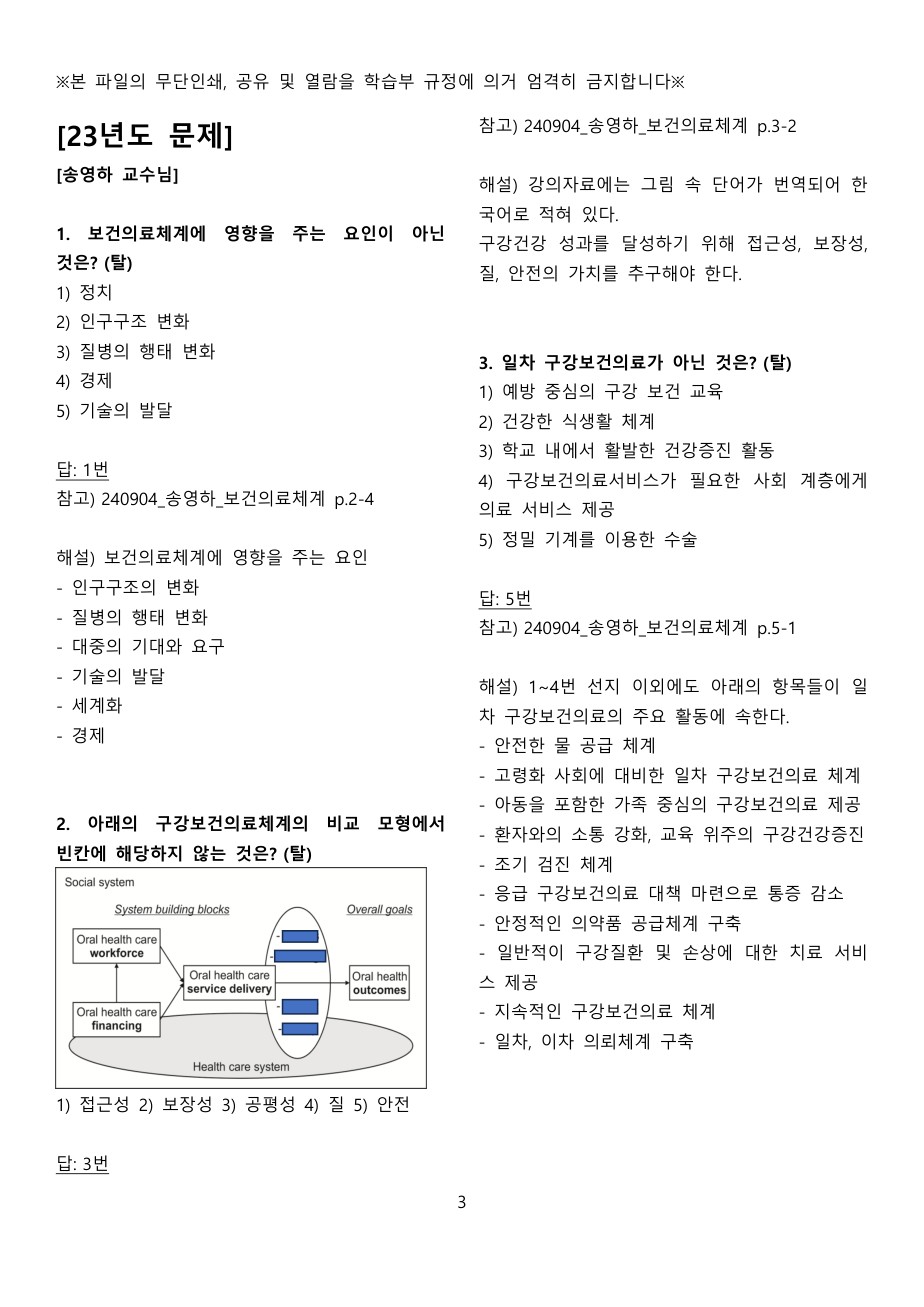 ※본 파일의 무단인쇄, 공유 및 열람을 학습부 규정에 의거 엄격히 금지합니다※
[23년도 문제]
[송영하 교수님]
1. 보건의료체계에 영향을 주는 요인이 아닌
것은? (탈)
1) 정치
2) 인구구조 변화
3) 질병의 행태 변화
4) 경제
5) 기술의 발달
답: 1번
참고) 240904_송영하_보건의료체계 p.2-4
해설) 보건의료체계에 영향을 주는 요인
- 인구구조의 변화
- 질병의 행태 변화
- 대중의 기대와 요구
- 기술의 발달
- 세계화
- 경제
2. 아래의 구강보건의료체계의 비교 모형에서
빈칸에 해당하지 않는 것은? (탈)
Social system
System building blocks
Overall goals
Oral health care
workforce
Oral health care
service delivery
Oral health
outcomes
Oral health care
financing
Health care system
1) 접근성 2) 보장성 3) 공평성 4) 질 5) 안전
답: 3번
참고) 240904_송영하_보건의료체계 p.3-2
해설) 강의자료에는 그림 속 단어가 번역되어 한
국어로 적혀 있다.
구강건강 성과를 달성하기 위해 접근성, 보장성,
질, 안전의 가치를 추구해야 한다.
3. 일차 구강보건의료가 아닌 것은? (탈)
1) 예방 중심의 구강 보건 교육
2) 건강한 식생활 체계
3) 학교 내에서 활발한 건강증진 활동
4) 구강보건의료서비스가 필요한 사회 계층에게
의료 서비스 제공
5) 정밀 기계를 이용한 수술
답: 5번
참고) 240904_송영하_보건의료체계 p.5-1
해설) 1~4번 선지 이외에도 아래의 항목들이 일
차 구강보건의료의 주요 활동에 속한다.
- 안전한 물 공급 체계
- 고령화 사회에 대비한 일차 구강보건의료 체계
- 아동을 포함한 가족 중심의 구강보건의료 제공
- 환자와의 소통 강화, 교육 위주의 구강건강증진
- 조기 검진 체계
- 응급 구강보건의료 대책 마련으로 통증 감소
- 안정적인 의약품 공급체계 구축
- 일반적이 구강질환 및 손상에 대한 치료 서비
스 제공
- 지속적인 구강보건의료 체계
- 일차, 이차 의뢰체계 구축
3